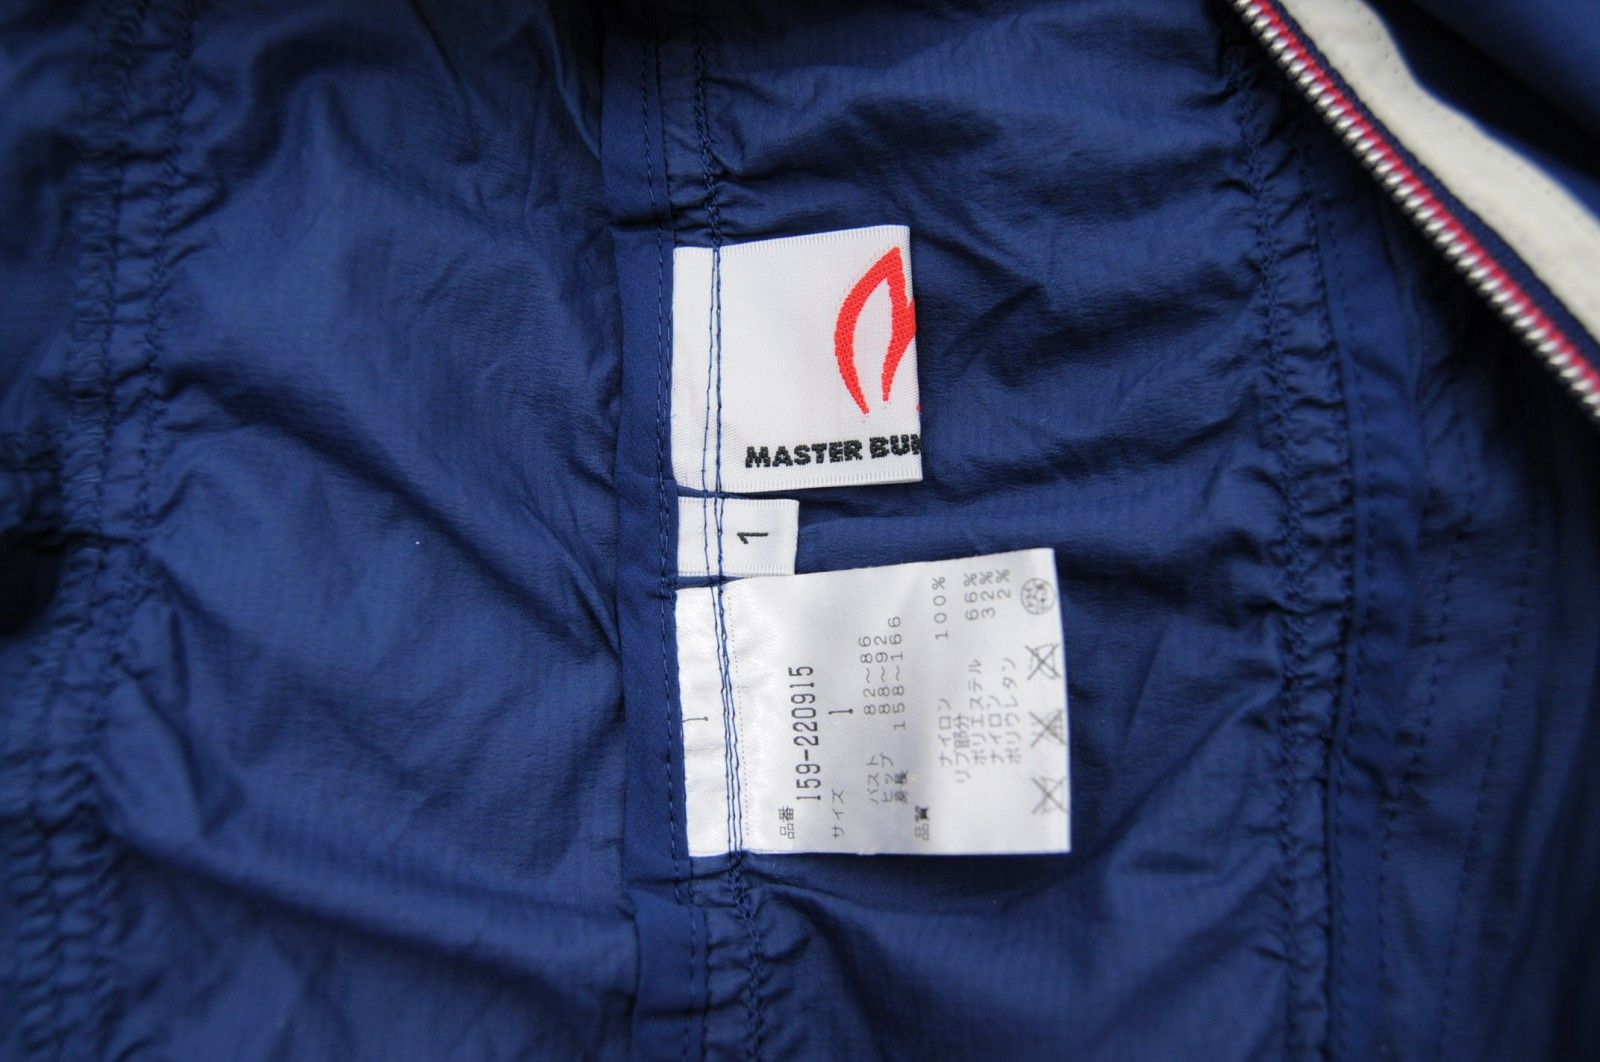 MASTER BUN
1
1
品番
159-220915
サイズ 1
バスト 82～86
ヒップ 88～92
身長 158～166
品質
ナイロン 100%
リブ部分
ポリエステル 66%
ナイロン 32%
ポリウレタン 2%